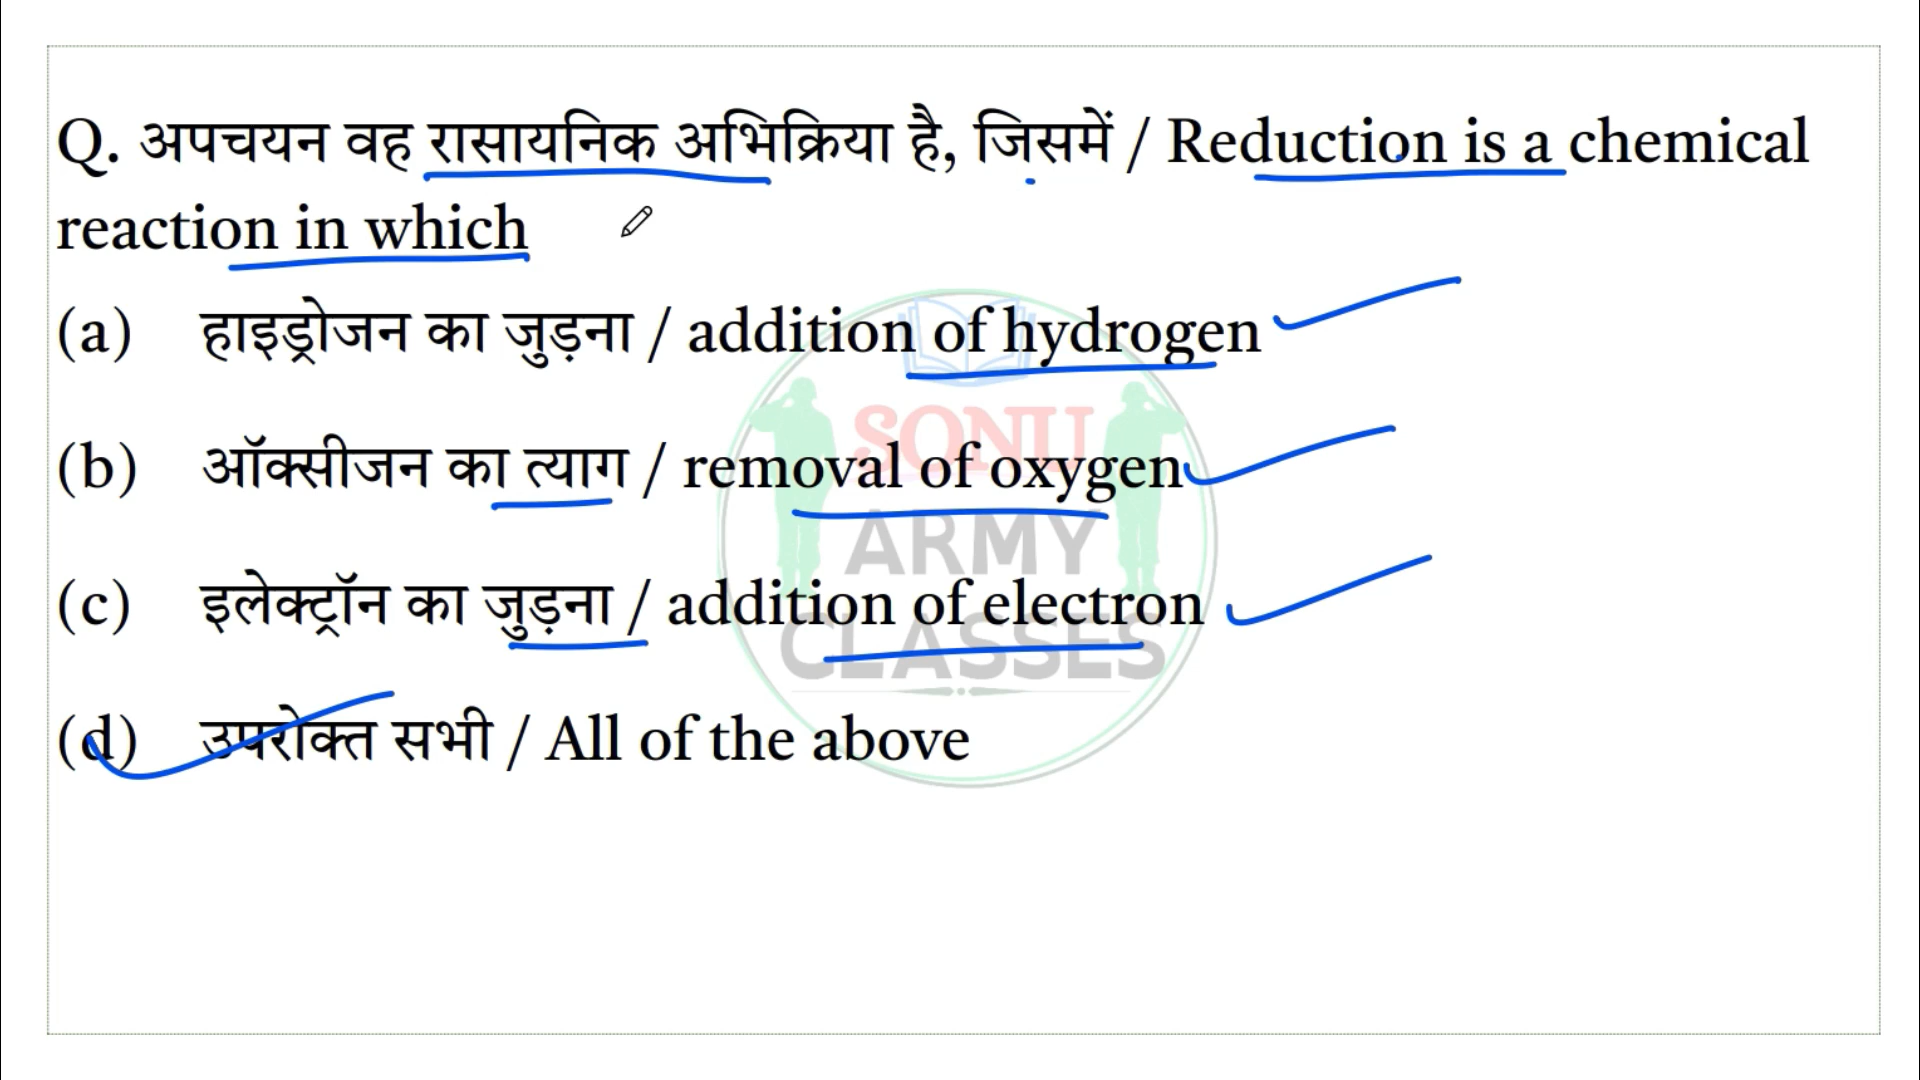 Q. अपचयन वह रासायनिक अभिक्रिया है, जिसमें / Reduction is a chemical
reaction in which
(a) हाइड्रोजन का जुड़ना / addition of hydrogen
(b) ऑक्सीजन का त्याग / removal of oxygen
(c) इलेक्ट्रॉन का जुड़ना / addition of electron
(d) उपरोक्त सभी / All of the above
SONU
ARMY
CLASSES